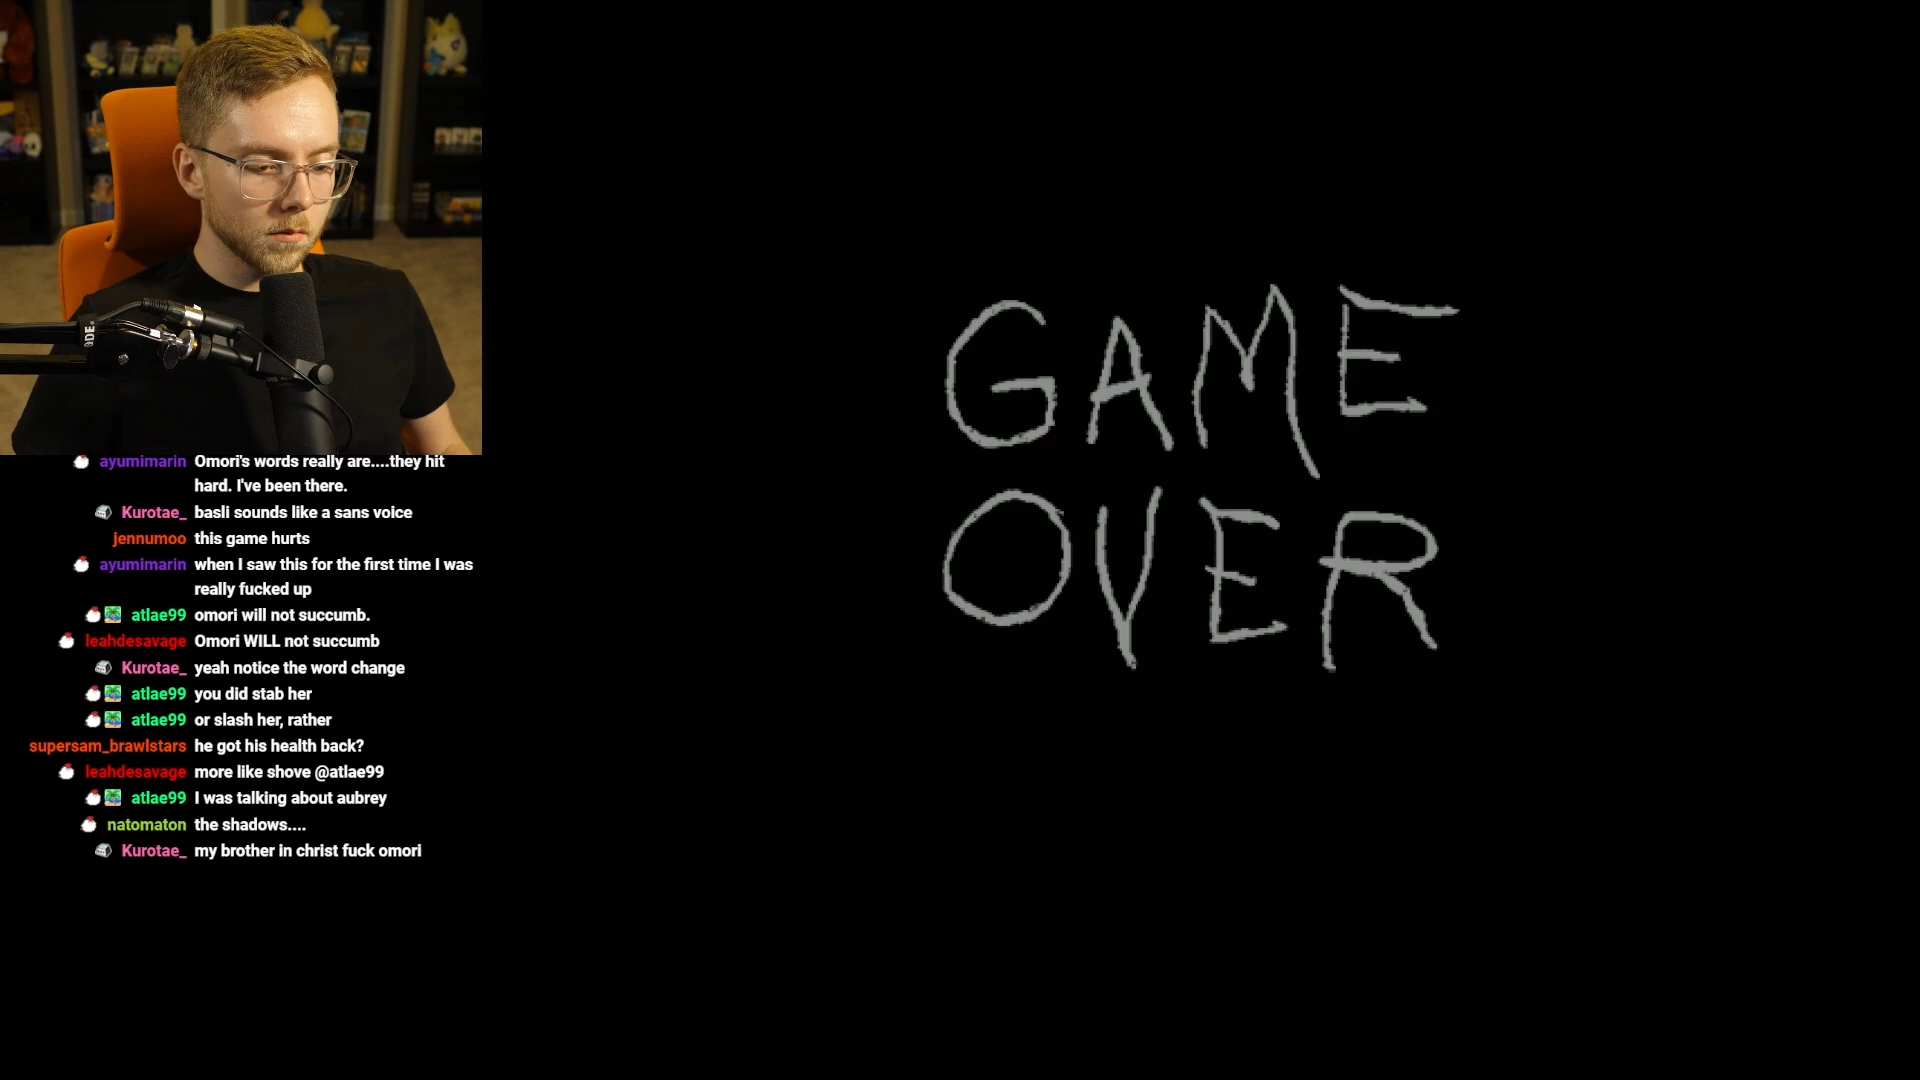 ayumimarin Omori's words really are....they hit
hard. I've been there.
Kurotae_ basli sounds like a sans voice
jennumoo this game hurts
ayumimarin when I saw this for the first time I was
really fucked up
atlae99 omori will not succumb.
leahdesavage Omori WILL not succumb
Kurotae_ yeah notice the word change
atlae99 you did stab her
atlae99 or slash her, rather
supersam_brawlstars he got his health back?
leahdesavage more like shove @atlae99
atlae99 I was talking about aubrey
natomaton the shadows....
Kurotae_ my brother in christ fuck omori
GAME
OVER